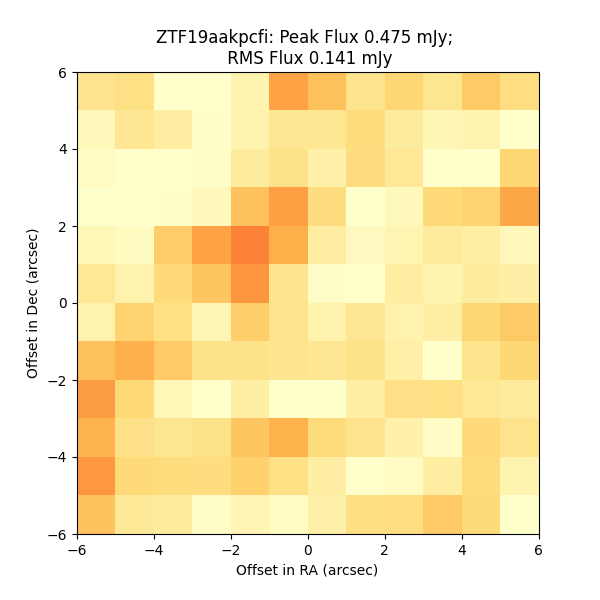 ZTF19aakpcfi: Peak Flux 0.475 mJy;
RMS Flux 0.141 mJy
6
4
2
0
−2
−4
−6
Offset in Dec (arcsec)
−6 −4 −2 0 2 4 6
Offset in RA (arcsec)